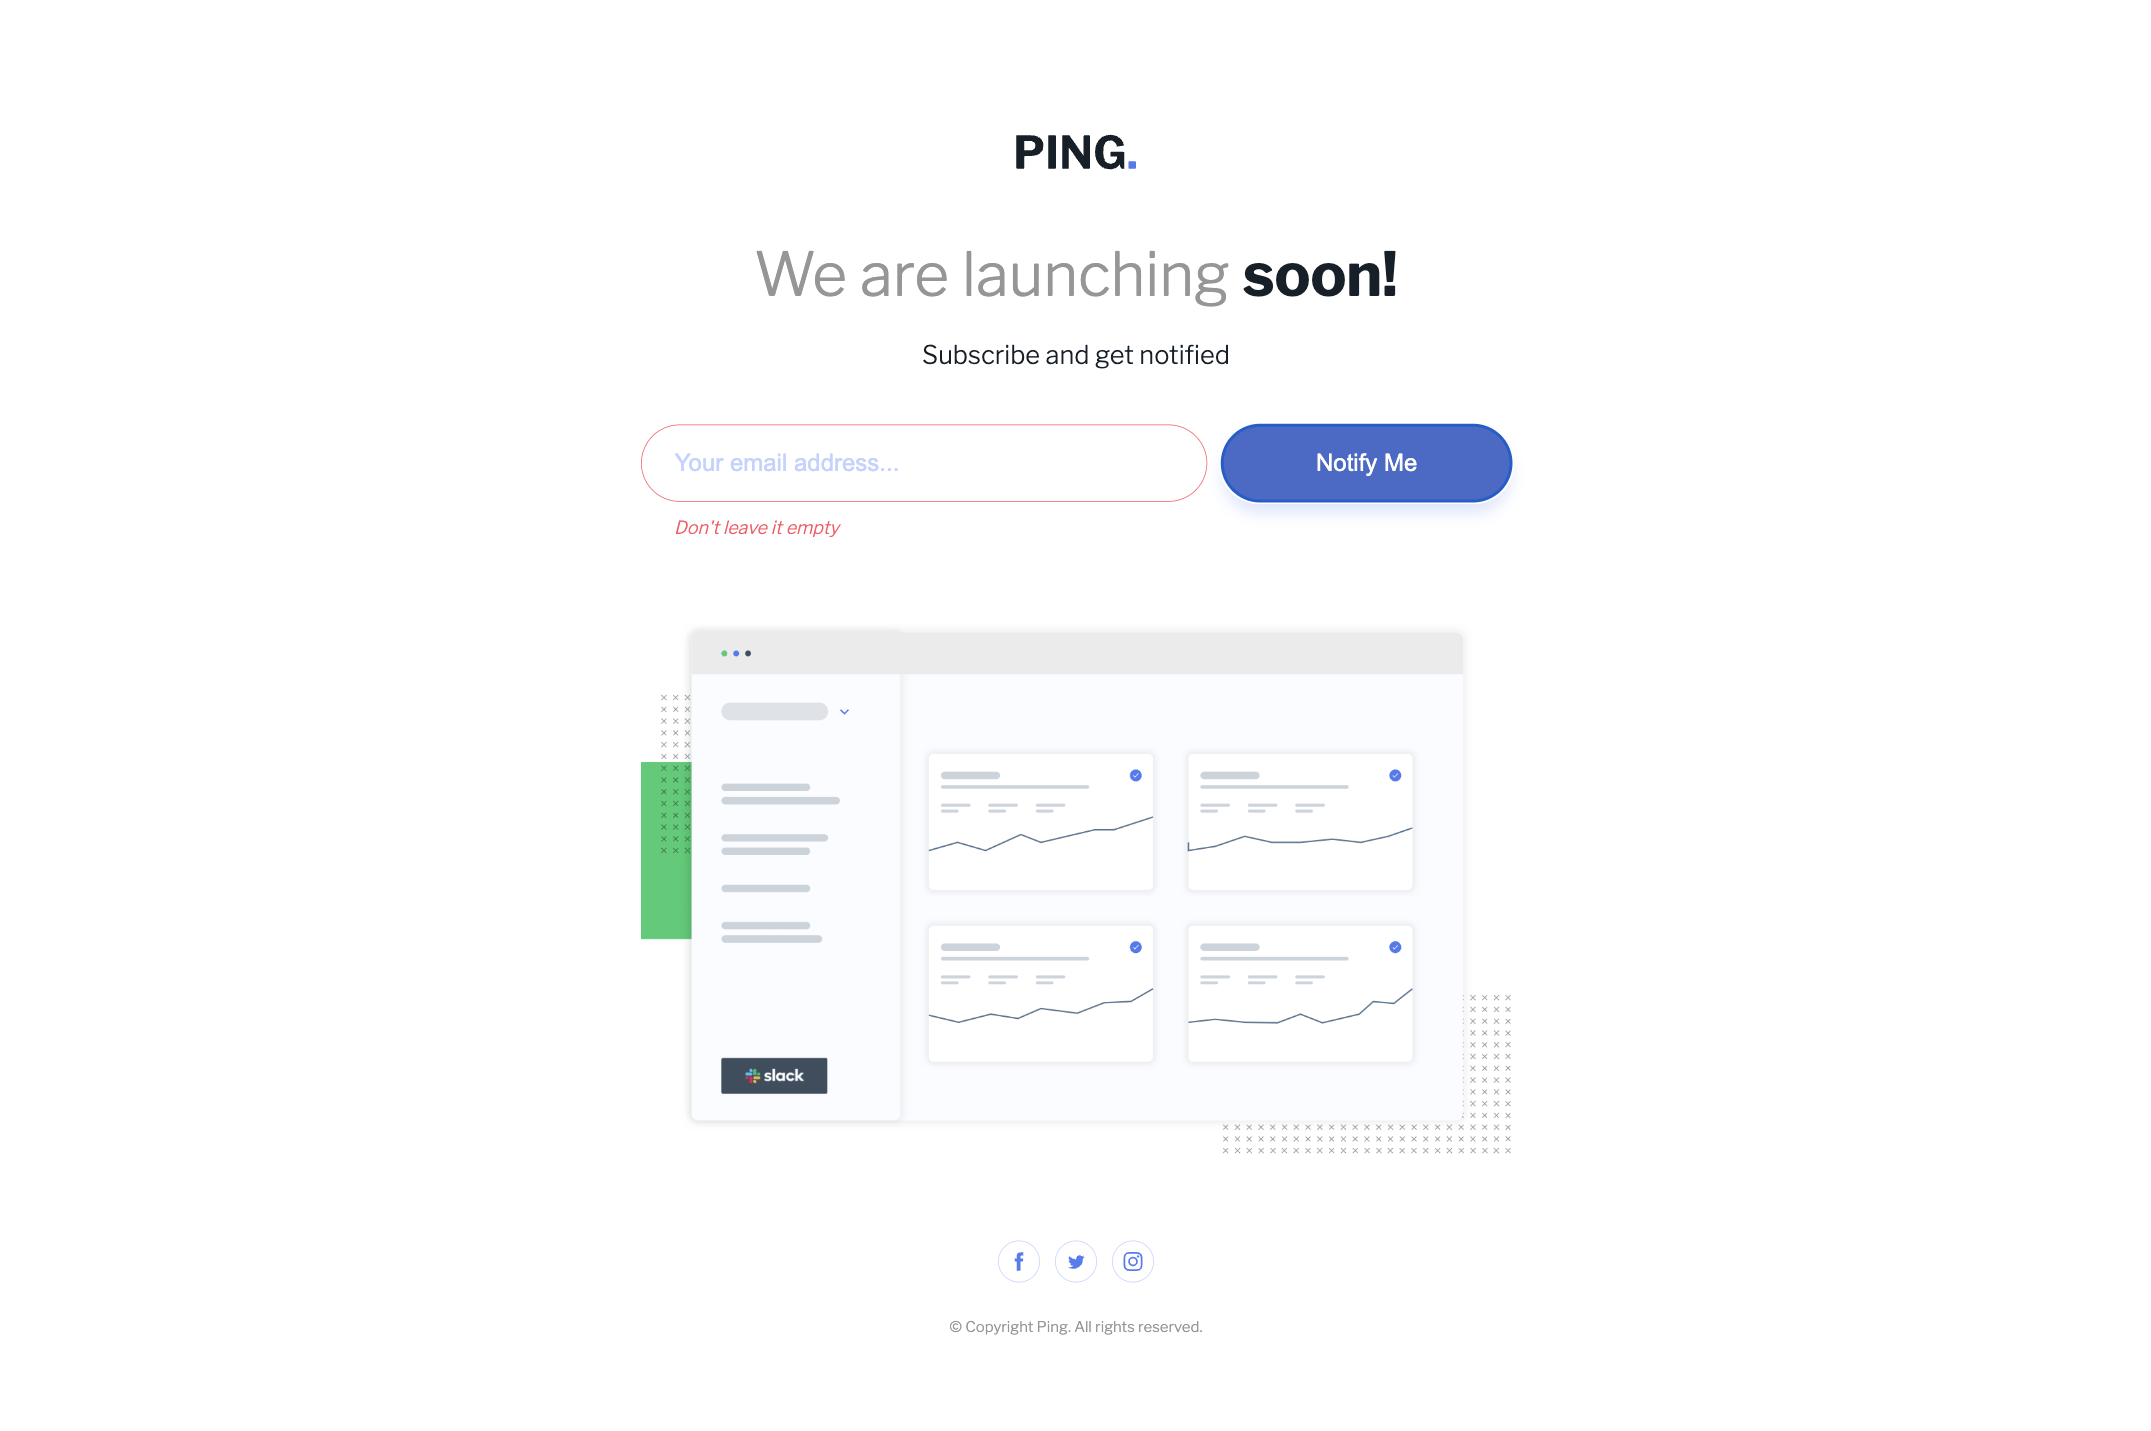 PING.
We are launching soon!
Subscribe and get notified
Your email address...
Notify Me
Don't leave it empty
slack
© Copyright Ping. All rights reserved.